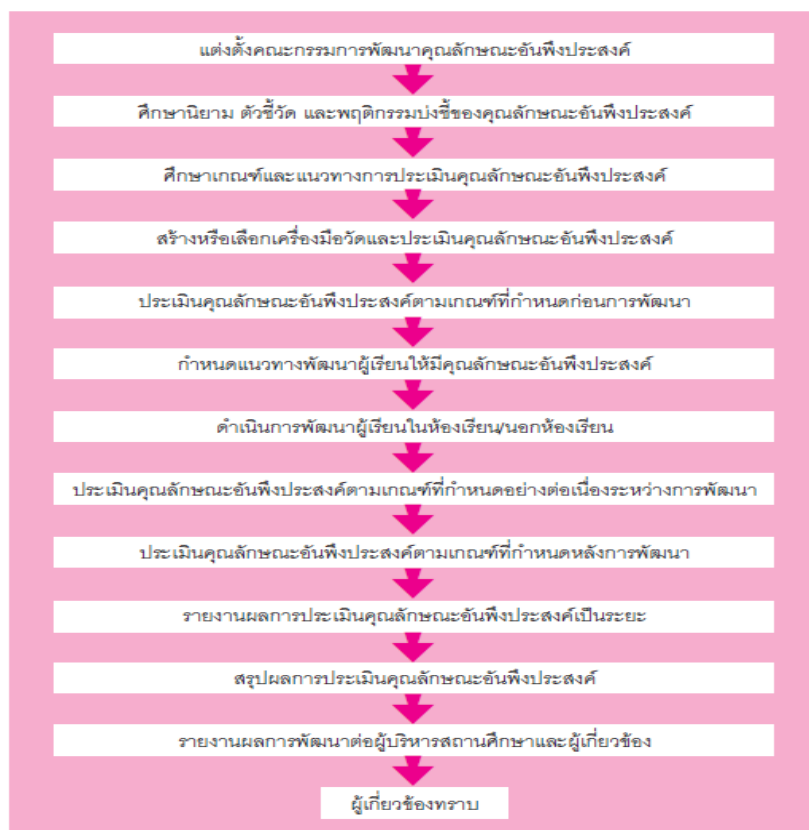 แต่งตั้งคณะกรรมการพัฒนาคุณลักษณะอันพึงประสงค์
ศึกษานิยาม ตัวชี้วัด และพฤติกรรมบ่งชี้ของคุณลักษณะอันพึงประสงค์
ศึกษาเกณฑ์และแนวทางการประเมินคุณลักษณะอันพึงประสงค์
สร้างหรือเลือกเครื่องมือวัดและประเมินคุณลักษณะอันพึงประสงค์
ประเมินคุณลักษณะอันพึงประสงค์ตามเกณฑ์ที่กำหนดก่อนการพัฒนา
กำหนดแนวทางพัฒนาผู้เรียนให้มีคุณลักษณะอันพึงประสงค์
ดำเนินการพัฒนาผู้เรียนในห้องเรียน/นอกห้องเรียน
ประเมินคุณลักษณะอันพึงประสงค์ตามเกณฑ์ที่กำหนดอย่างต่อเนื่องระหว่างการพัฒนา
ประเมินคุณลักษณะอันพึงประสงค์ตามเกณฑ์ที่กำหนดหลังการพัฒนา
รายงานผลการประเมินคุณลักษณะอันพึงประสงค์เป็นระยะ
สรุปผลการประเมินคุณลักษณะอันพึงประสงค์
รายงานผลการพัฒนาต่อผู้บริหารสถานศึกษาและผู้เกี่ยวข้อง
ผู้เกี่ยวข้องทราบ